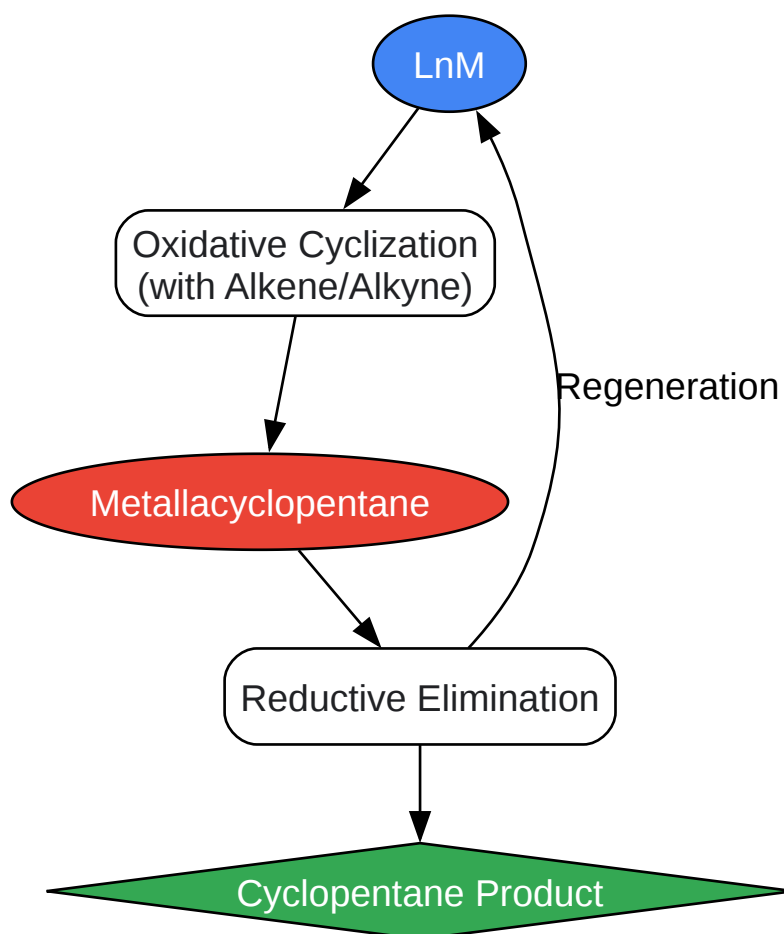 LnM
Oxidative Cyclization
(with Alkene/Alkyne)
Regeneration
Metallacyclopentane
Reductive Elimination
Cyclopentane Product